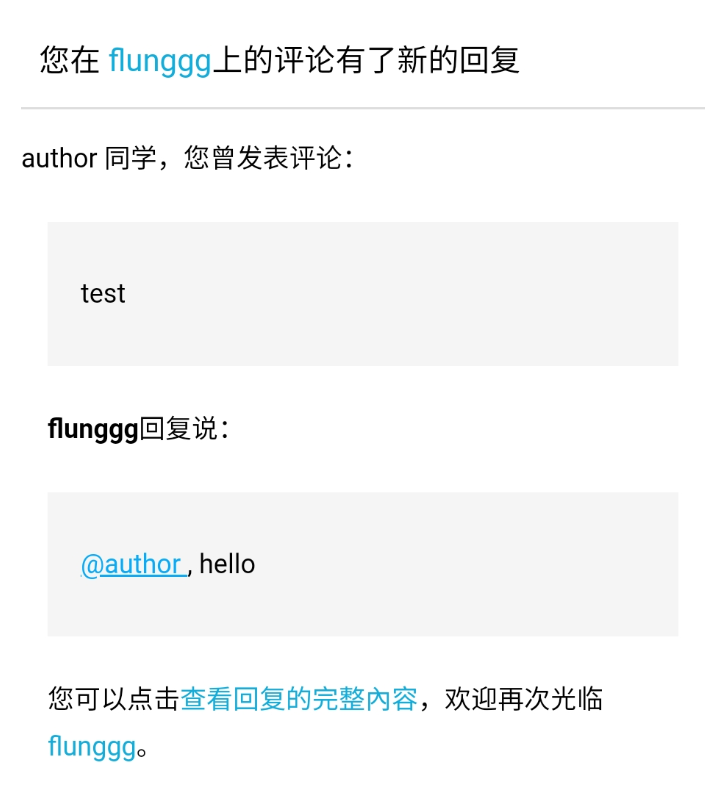 您在 flunggg上的评论有了新的回复
author 同学，您曾发表评论：
test
flunggg回复说：
@author , hello
您可以点击查看回复的完整內容，欢迎再次光临
flunggg。